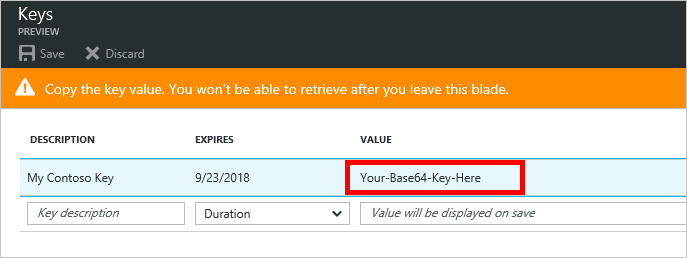 Keys
PREVIEW
Save Discard
Copy the key value. You won't be able to retrieve after you leave this blade.
DESCRIPTION EXPIRES VALUE
My Contoso Key 9/23/2018 Your-Base64-Key-Here
Key description Duration Value will be displayed on save